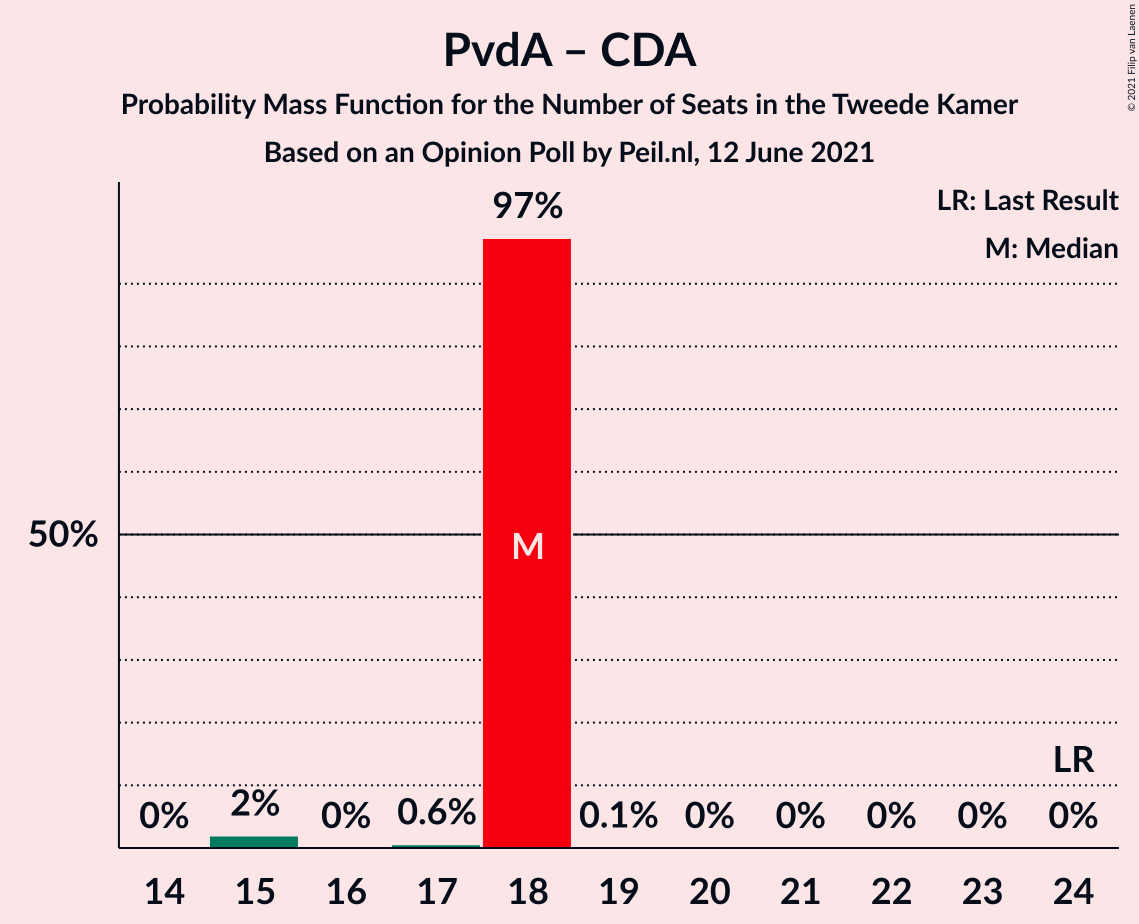 PvdA – CDA
Probability Mass Function for the Number of Seats in the Tweede Kamer
Based on an Opinion Poll by Peil.nl, 12 June 2021
© 2021 Filip van Laenen
LR: Last Result
M: Median
97%
50%
M
LR
0% 2% 0% 0.6% 0.1% 0% 0% 0% 0% 0%
14 15 16 17 18 19 20 21 22 23 24